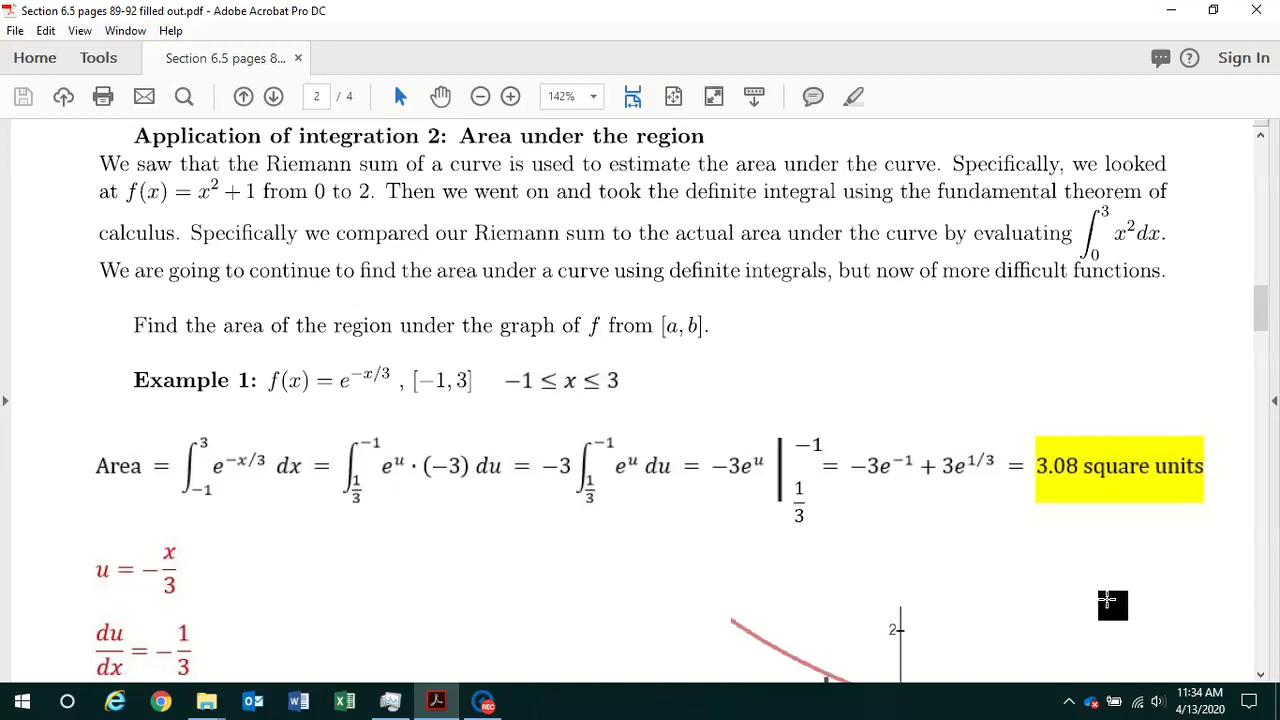 Section 6.5 pages 89-92 filled out.pdf - Adobe Acrobat Pro DC
File Edit View Window Help
Home Tools Section 6.5 pages 8... × Sign In
2 / 4 142%
Application of integration 2: Area under the region
We saw that the Riemann sum of a curve is used to estimate the area under the curve. Specifically, we looked
at f(x) = x² + 1 from 0 to 2. Then we went on and took the definite integral using the fundamental theorem of
calculus. Specifically we compared our Riemann sum to the actual area under the curve by evaluating ∫₀³ x²dx.
We are going to continue to find the area under a curve using definite integrals, but now of more difficult functions.
Find the area of the region under the graph of f from [a, b].
Example 1: f(x) = e^{-x/3} , [−1, 3] −1 ≤ x ≤ 3
Area = ∫_{-1}^{3} e^{-x/3} dx = ∫_{1/3}^{-1} e^u · (−3) du = −3 ∫_{1/3}^{-1} e^u du = −3e^u |_{1/3}^{-1} = −3e^{-1} + 3e^{1/3} = 3.08 square units
u = − x/3
du/dx = − 1/3
2
REC
11:34 AM
4/13/2020